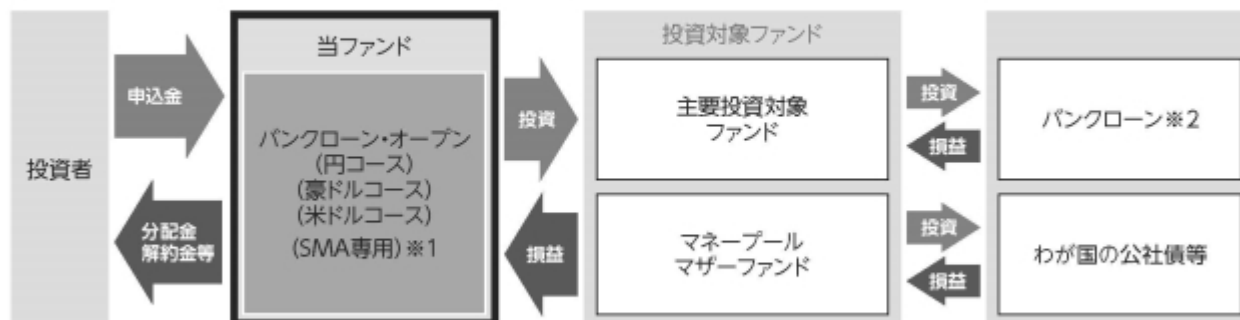 投資者
申込金
分配金
解約金等
当ファンド
バンクローン・オープン
(円コース)
(豪ドルコース)
(米ドルコース)
(SMA専用)※1
投資
損益
投資対象ファンド
主要投資対象
ファンド
マネープール
マザーファンド
投資
損益
投資
損益
バンクローン※2
わが国の公社債等